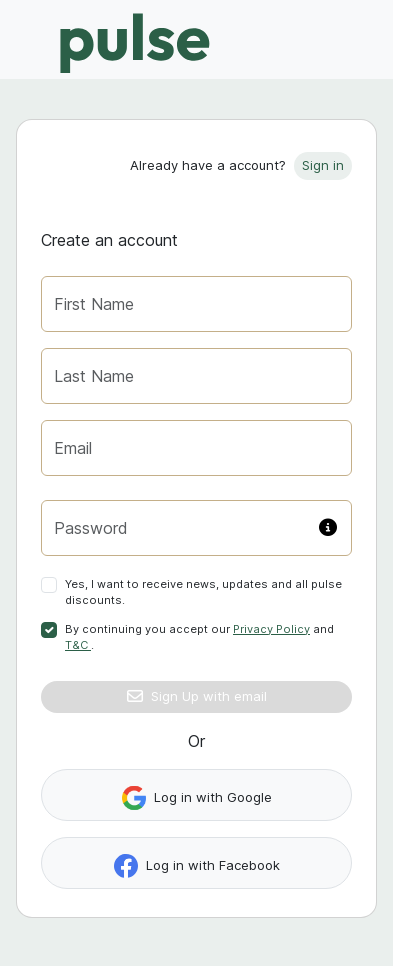 pulse
Already have a account? Sign in
Create an account
First Name
Last Name
Email
Password
Yes, I want to receive news, updates and all pulse
discounts.
By continuing you accept our Privacy Policy and
T&C .
Sign Up with email
Or
Log in with Google
Log in with Facebook